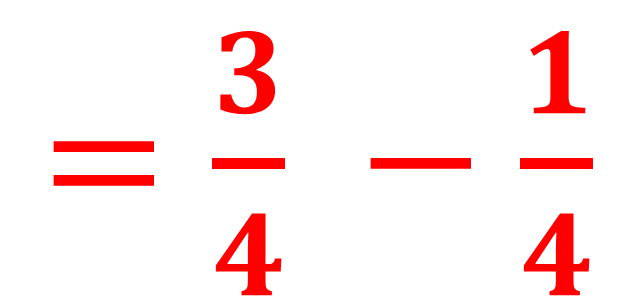 = 3/4 − 1/4